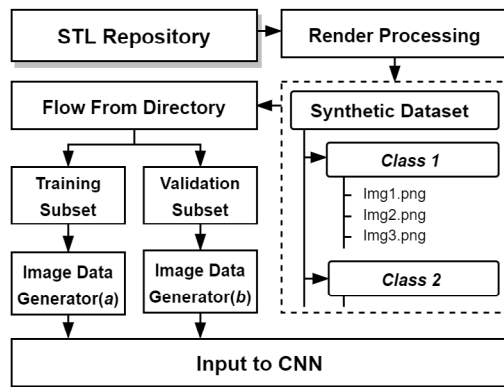 STL Repository
Render Processing
Flow From Directory
Synthetic Dataset
Class 1
Img1.png
Img2.png
Img3.png
Class 2
Training
Subset
Validation
Subset
Image Data
Generator(a)
Image Data
Generator(b)
Input to CNN